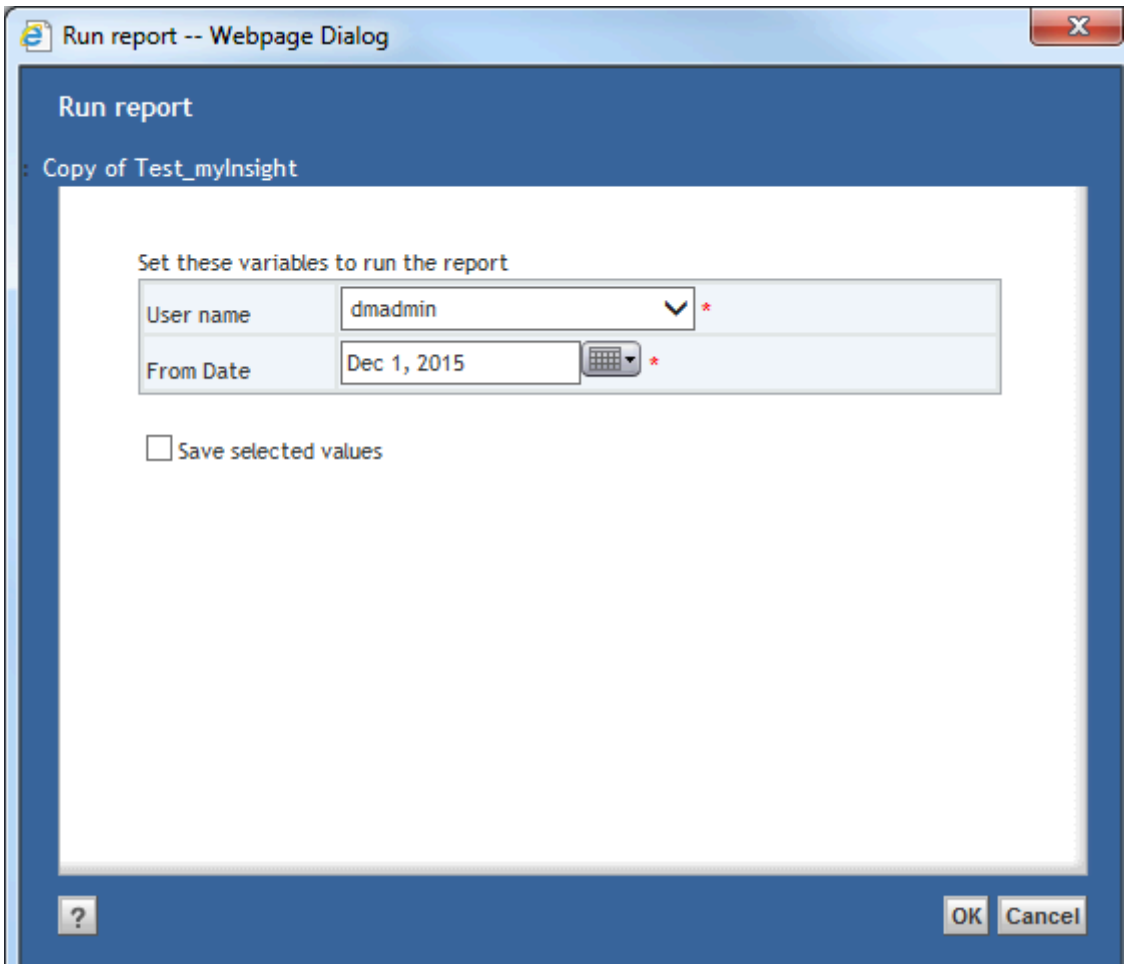 Run report -- Webpage Dialog
Run report
: Copy of Test_myInsight
Set these variables to run the report
User name dmadmin *
From Date Dec 1, 2015 *
Save selected values
? OK Cancel